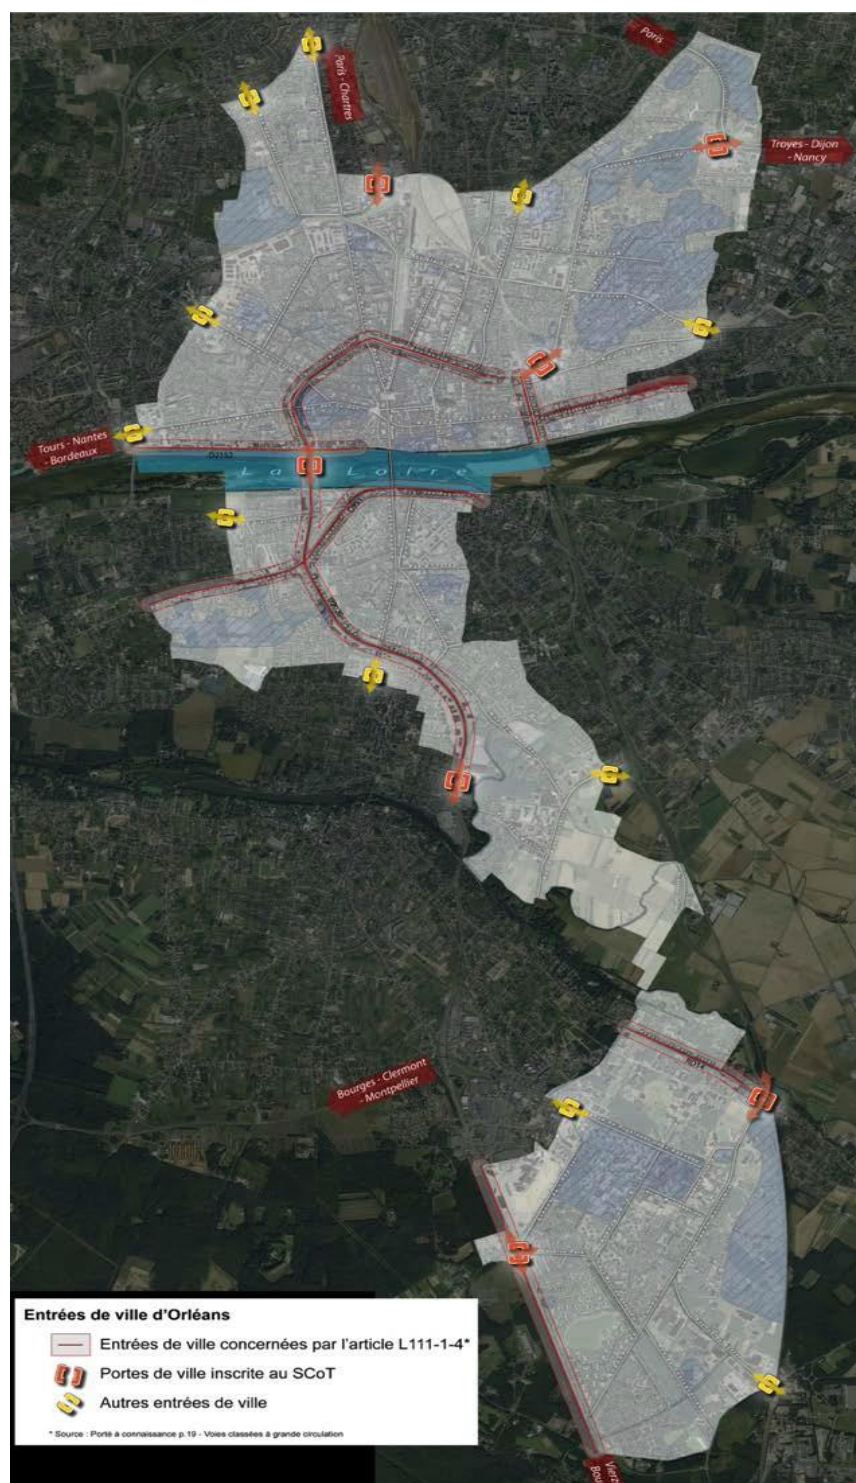 Paris - Chartres
Paris
Troyes - Dijon
- Nancy
Tours - Nantes
- Bordeaux
D2152
La Loire
Bourges - Clermont
- Montpellier
Entrées de ville d'Orléans
Entrées de ville concernées par l'article L111-1-4*
Portes de ville inscrite au SCoT
Autres entrées de ville
* Source : Porté à connaissance p.19 - Voies classées à grande circulation